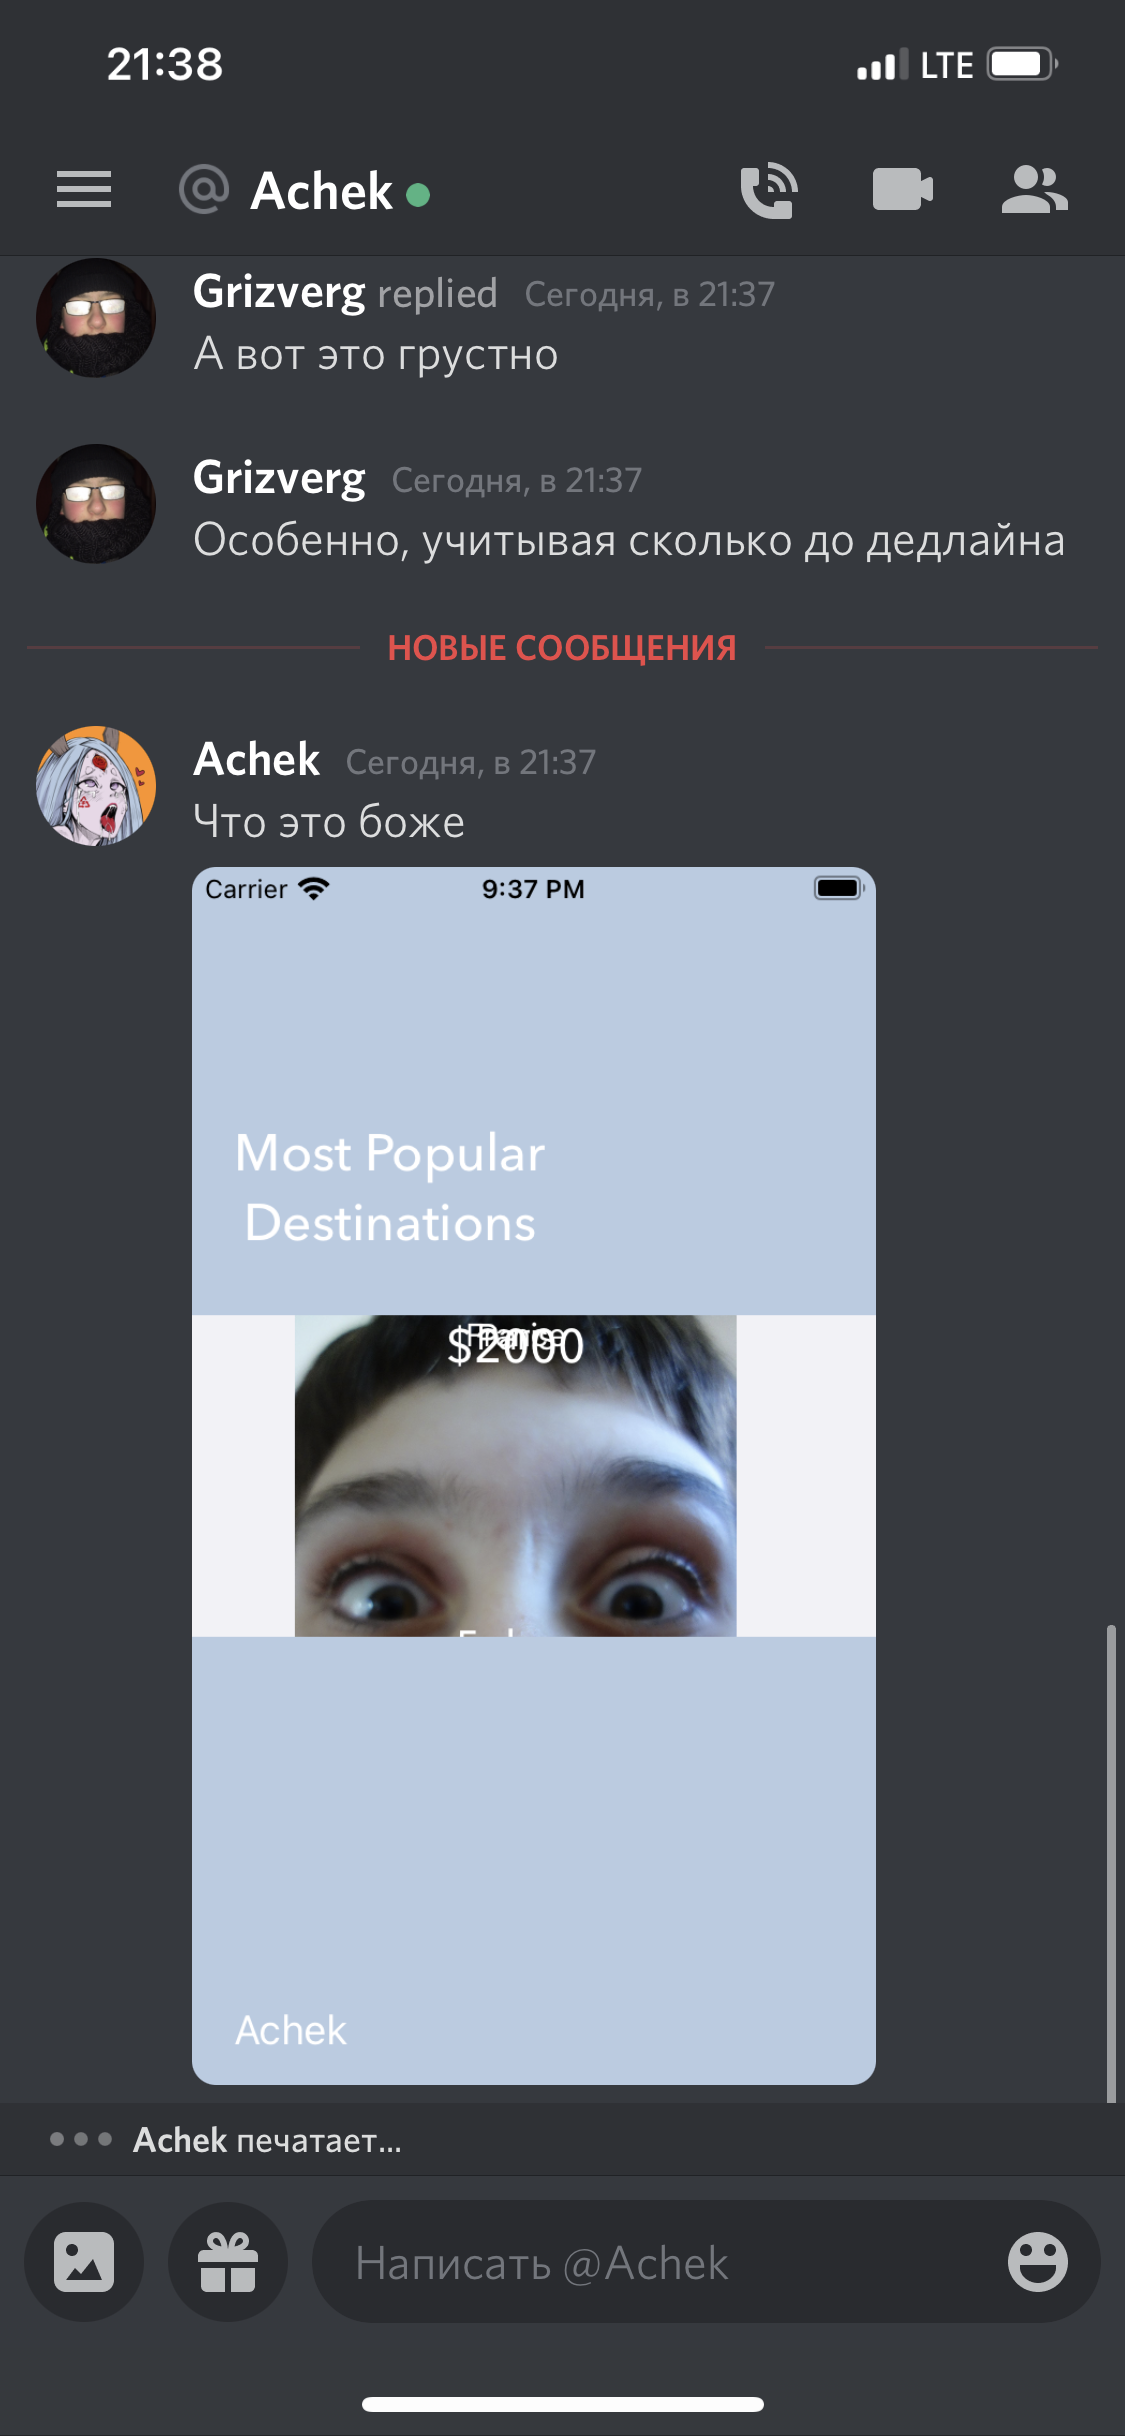 21:38
LTE
@ Achek
Grizverg replied Сегодня, в 21:37
А вот это грустно
Grizverg Сегодня, в 21:37
Особенно, учитывая сколько до дедлайна
НОВЫЕ СООБЩЕНИЯ
Achek Сегодня, в 21:37
Что это боже
Carrier 9:37 PM
Most Popular
Destinations
$2000
Achek
Achek печатает...
Написать @Achek